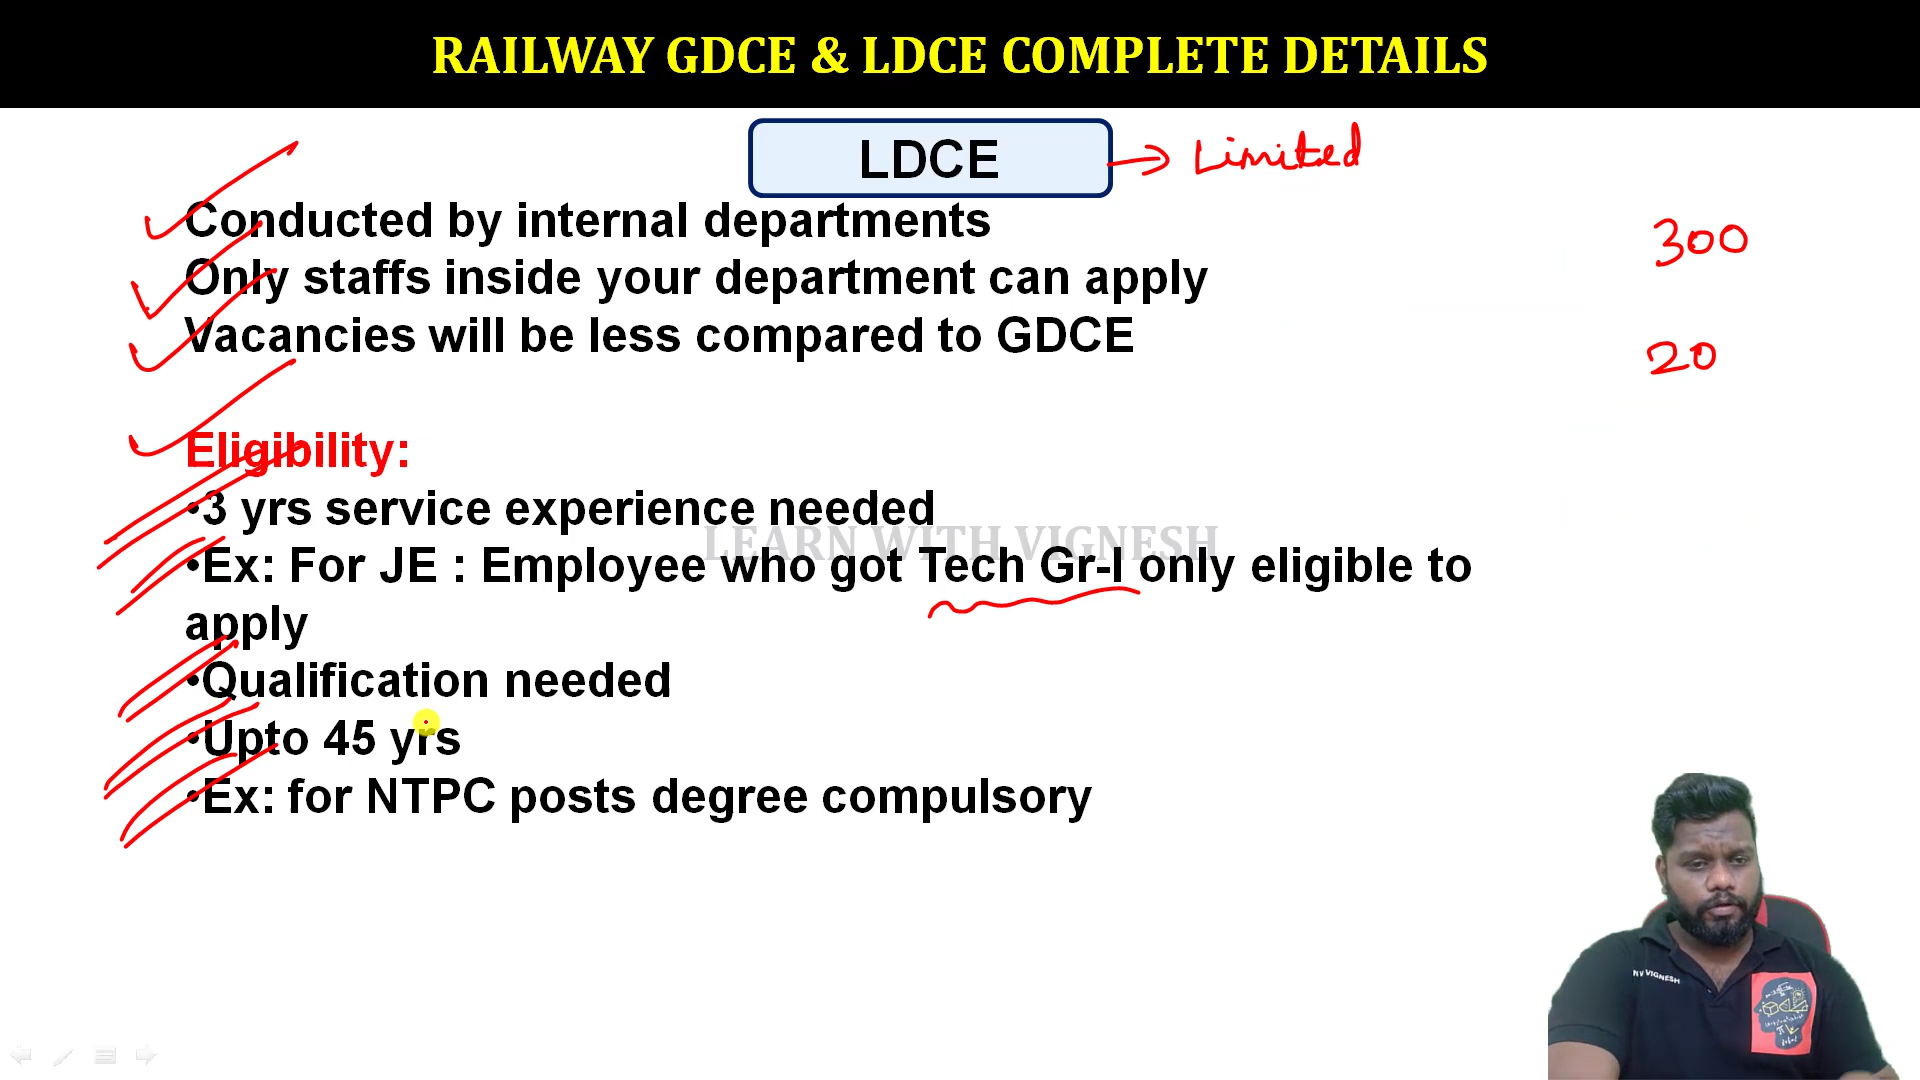 RAILWAY GDCE & LDCE COMPLETE DETAILS
LDCE
Limited
Conducted by internal departments
300
Only staffs inside your department can apply
Vacancies will be less compared to GDCE
20
Eligibility:
•3 yrs service experience needed
LEARN WITH VIGNESH
•Ex: For JE : Employee who got Tech Gr-I only eligible to
apply
•Qualification needed
•Upto 45 yrs
•Ex: for NTPC posts degree compulsory
N V VIGNESH